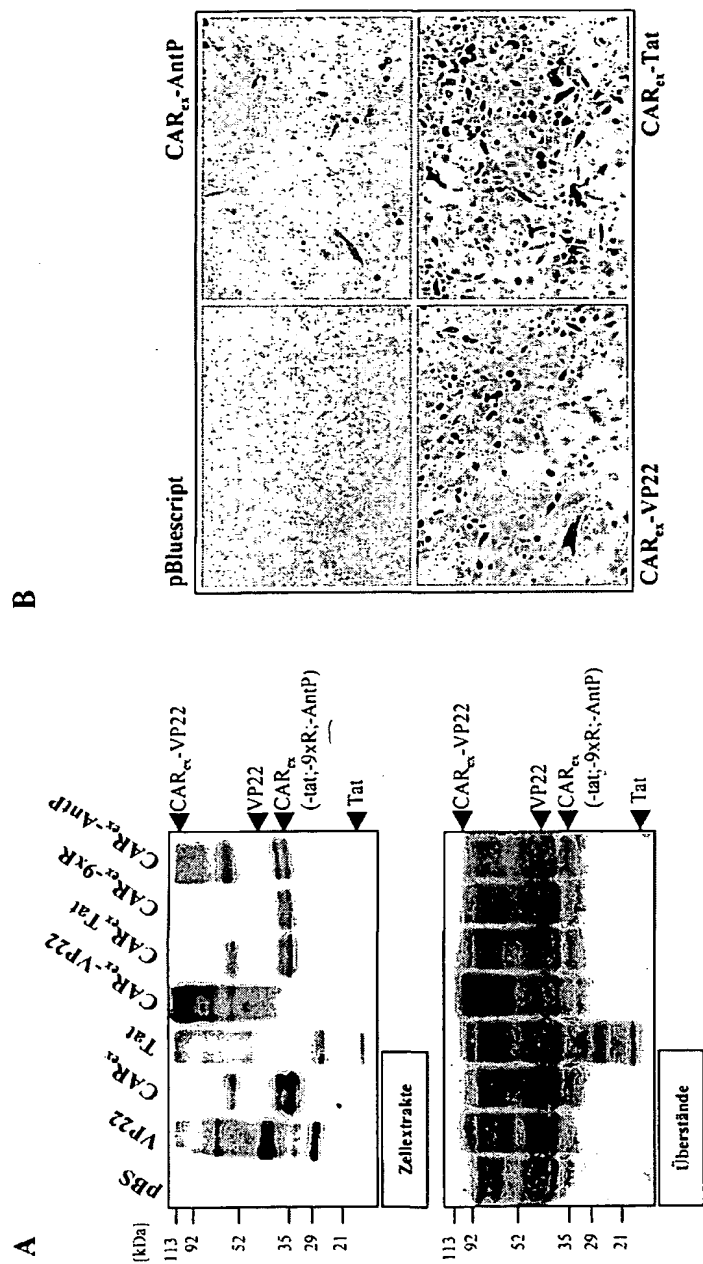 A
pBS
VP22
CARex
Tat
CARex-VP22
CARex Tat
CARex-9xR
CARex-AntP
[kDa]
113
92
52
35
29
21
CARex-VP22
VP22
CARex
(-tat;-9xR;-AntP)
Tat
Zellextrakte
113
92
52
35
29
21
CARex-VP22
VP22
CARex
(-tat;-9xR;-AntP)
Tat
Überstände
B
pBluescript
CARex-AntP
CARex-VP22
CARex-Tat